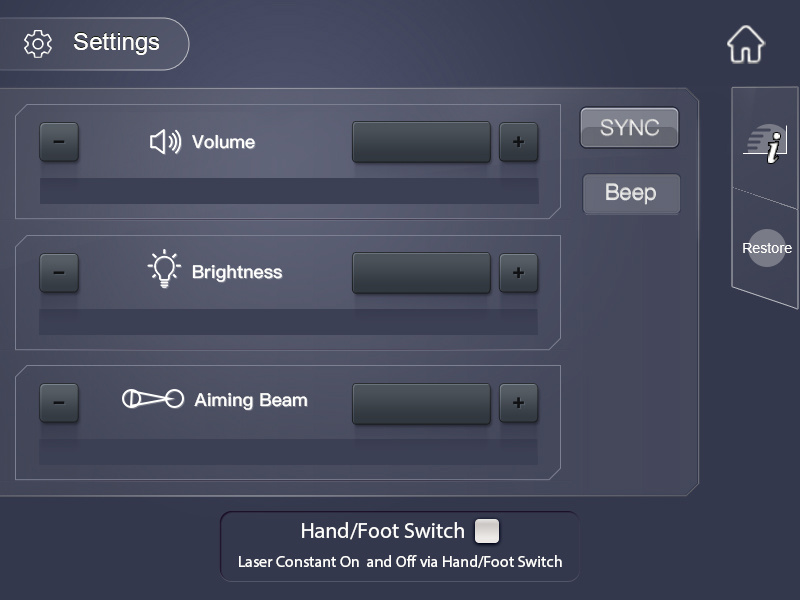 Settings
− Volume +
SYNC
Beep
− Brightness +
− Aiming Beam +
i
Restore
Hand/Foot Switch
Laser Constant On and Off via Hand/Foot Switch